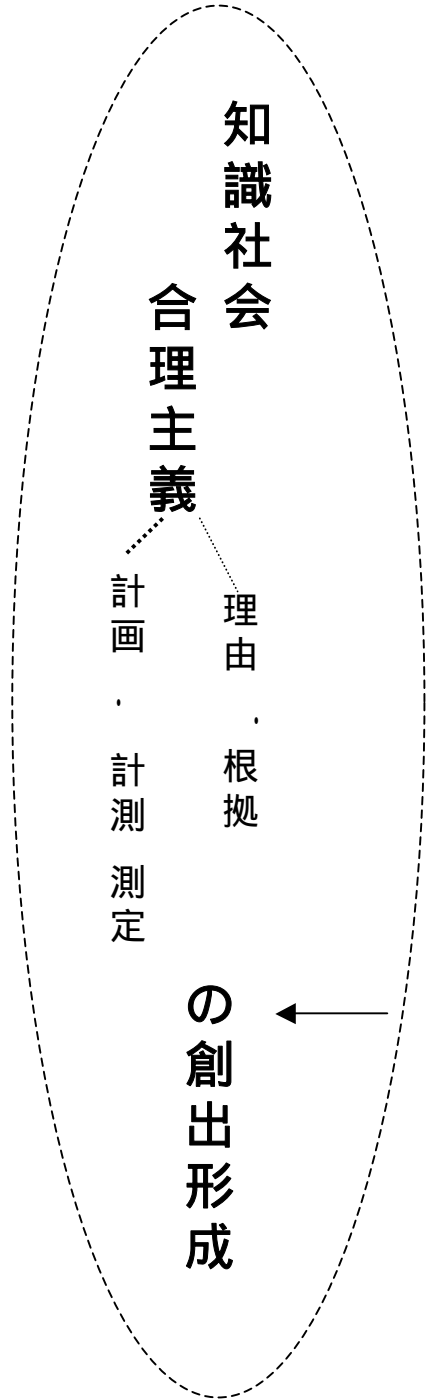 知識社会
合理主義
理由・根拠
計画・計測 測定
の創出形成